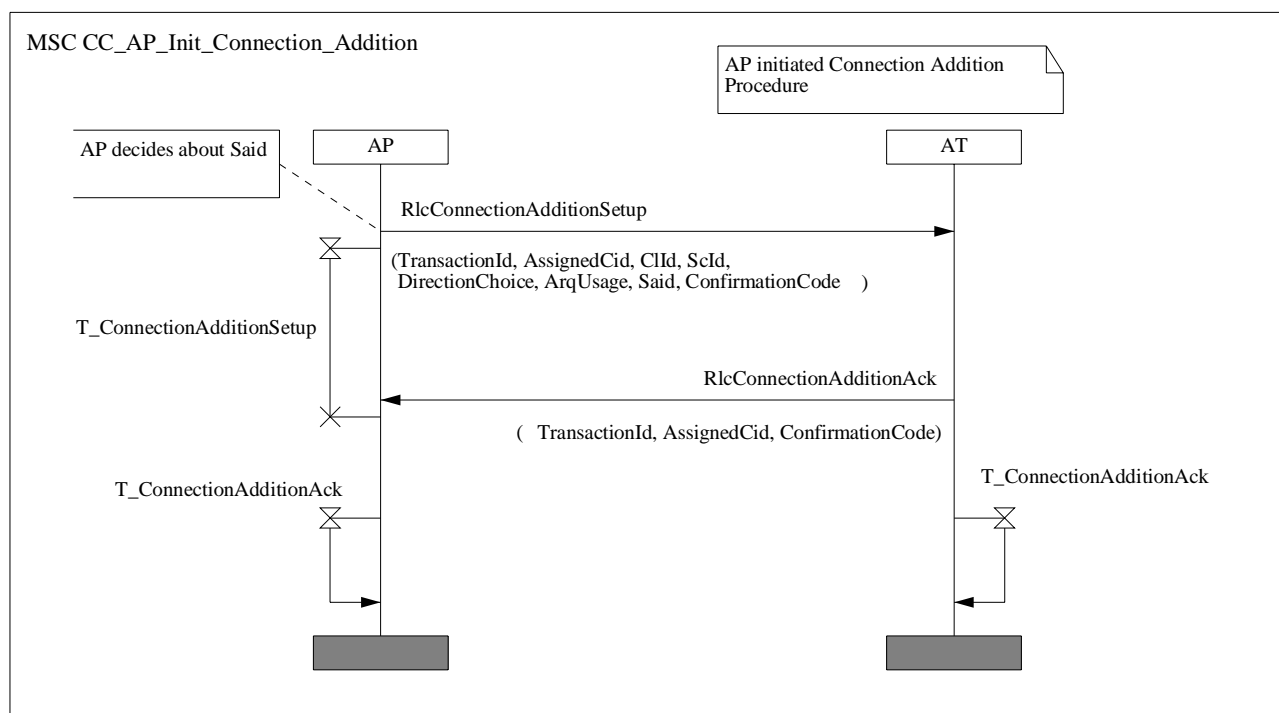 MSC CC_AP_Init_Connection_Addition
AP initiated Connection Addition
Procedure
AP decides about Said
AP
AT
RlcConnectionAdditionSetup
(TransactionId, AssignedCid, ClId, ScId,
DirectionChoice, ArqUsage, Said, ConfirmationCode )
T_ConnectionAdditionSetup
RlcConnectionAdditionAck
( TransactionId, AssignedCid, ConfirmationCode)
T_ConnectionAdditionAck
T_ConnectionAdditionAck